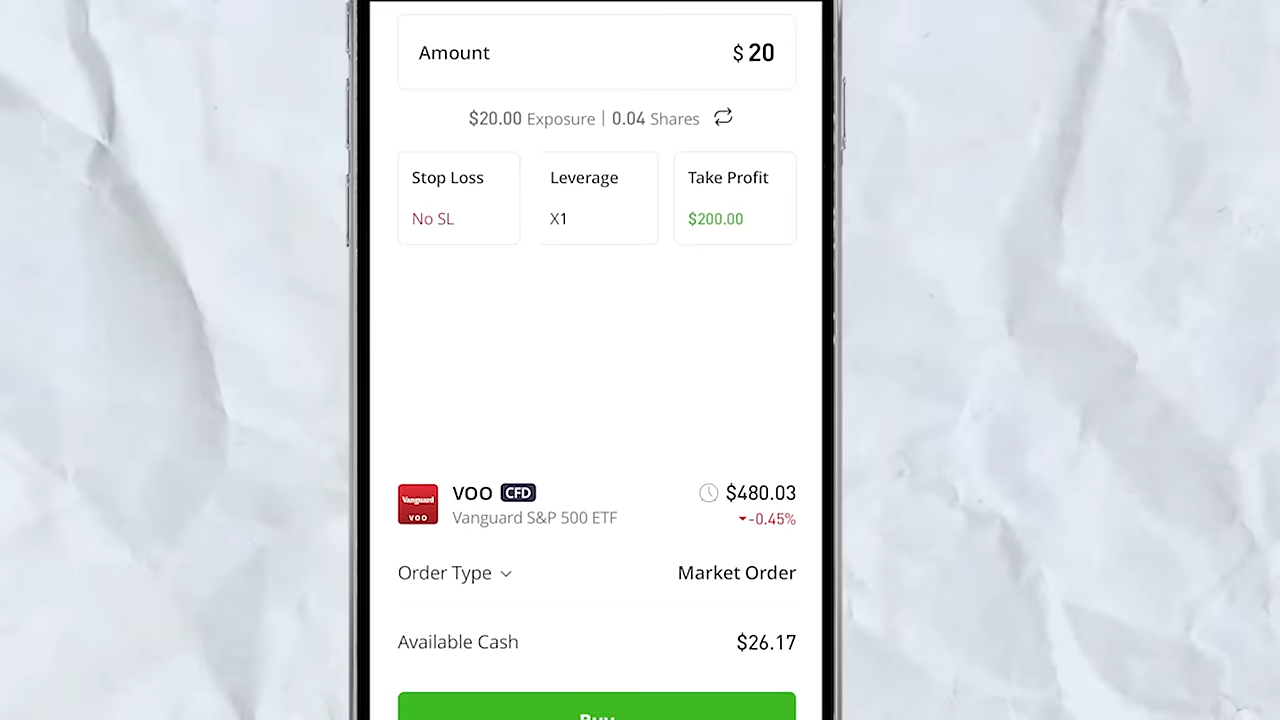 Amount $ 20
$20.00 Exposure | 0.04 Shares
Stop Loss Leverage Take Profit
No SL X1 $200.00
Vanguard
VOO
VOO CFD $480.03
Vanguard S&P 500 ETF -0.45%
Order Type Market Order
Available Cash $26.17
Buy